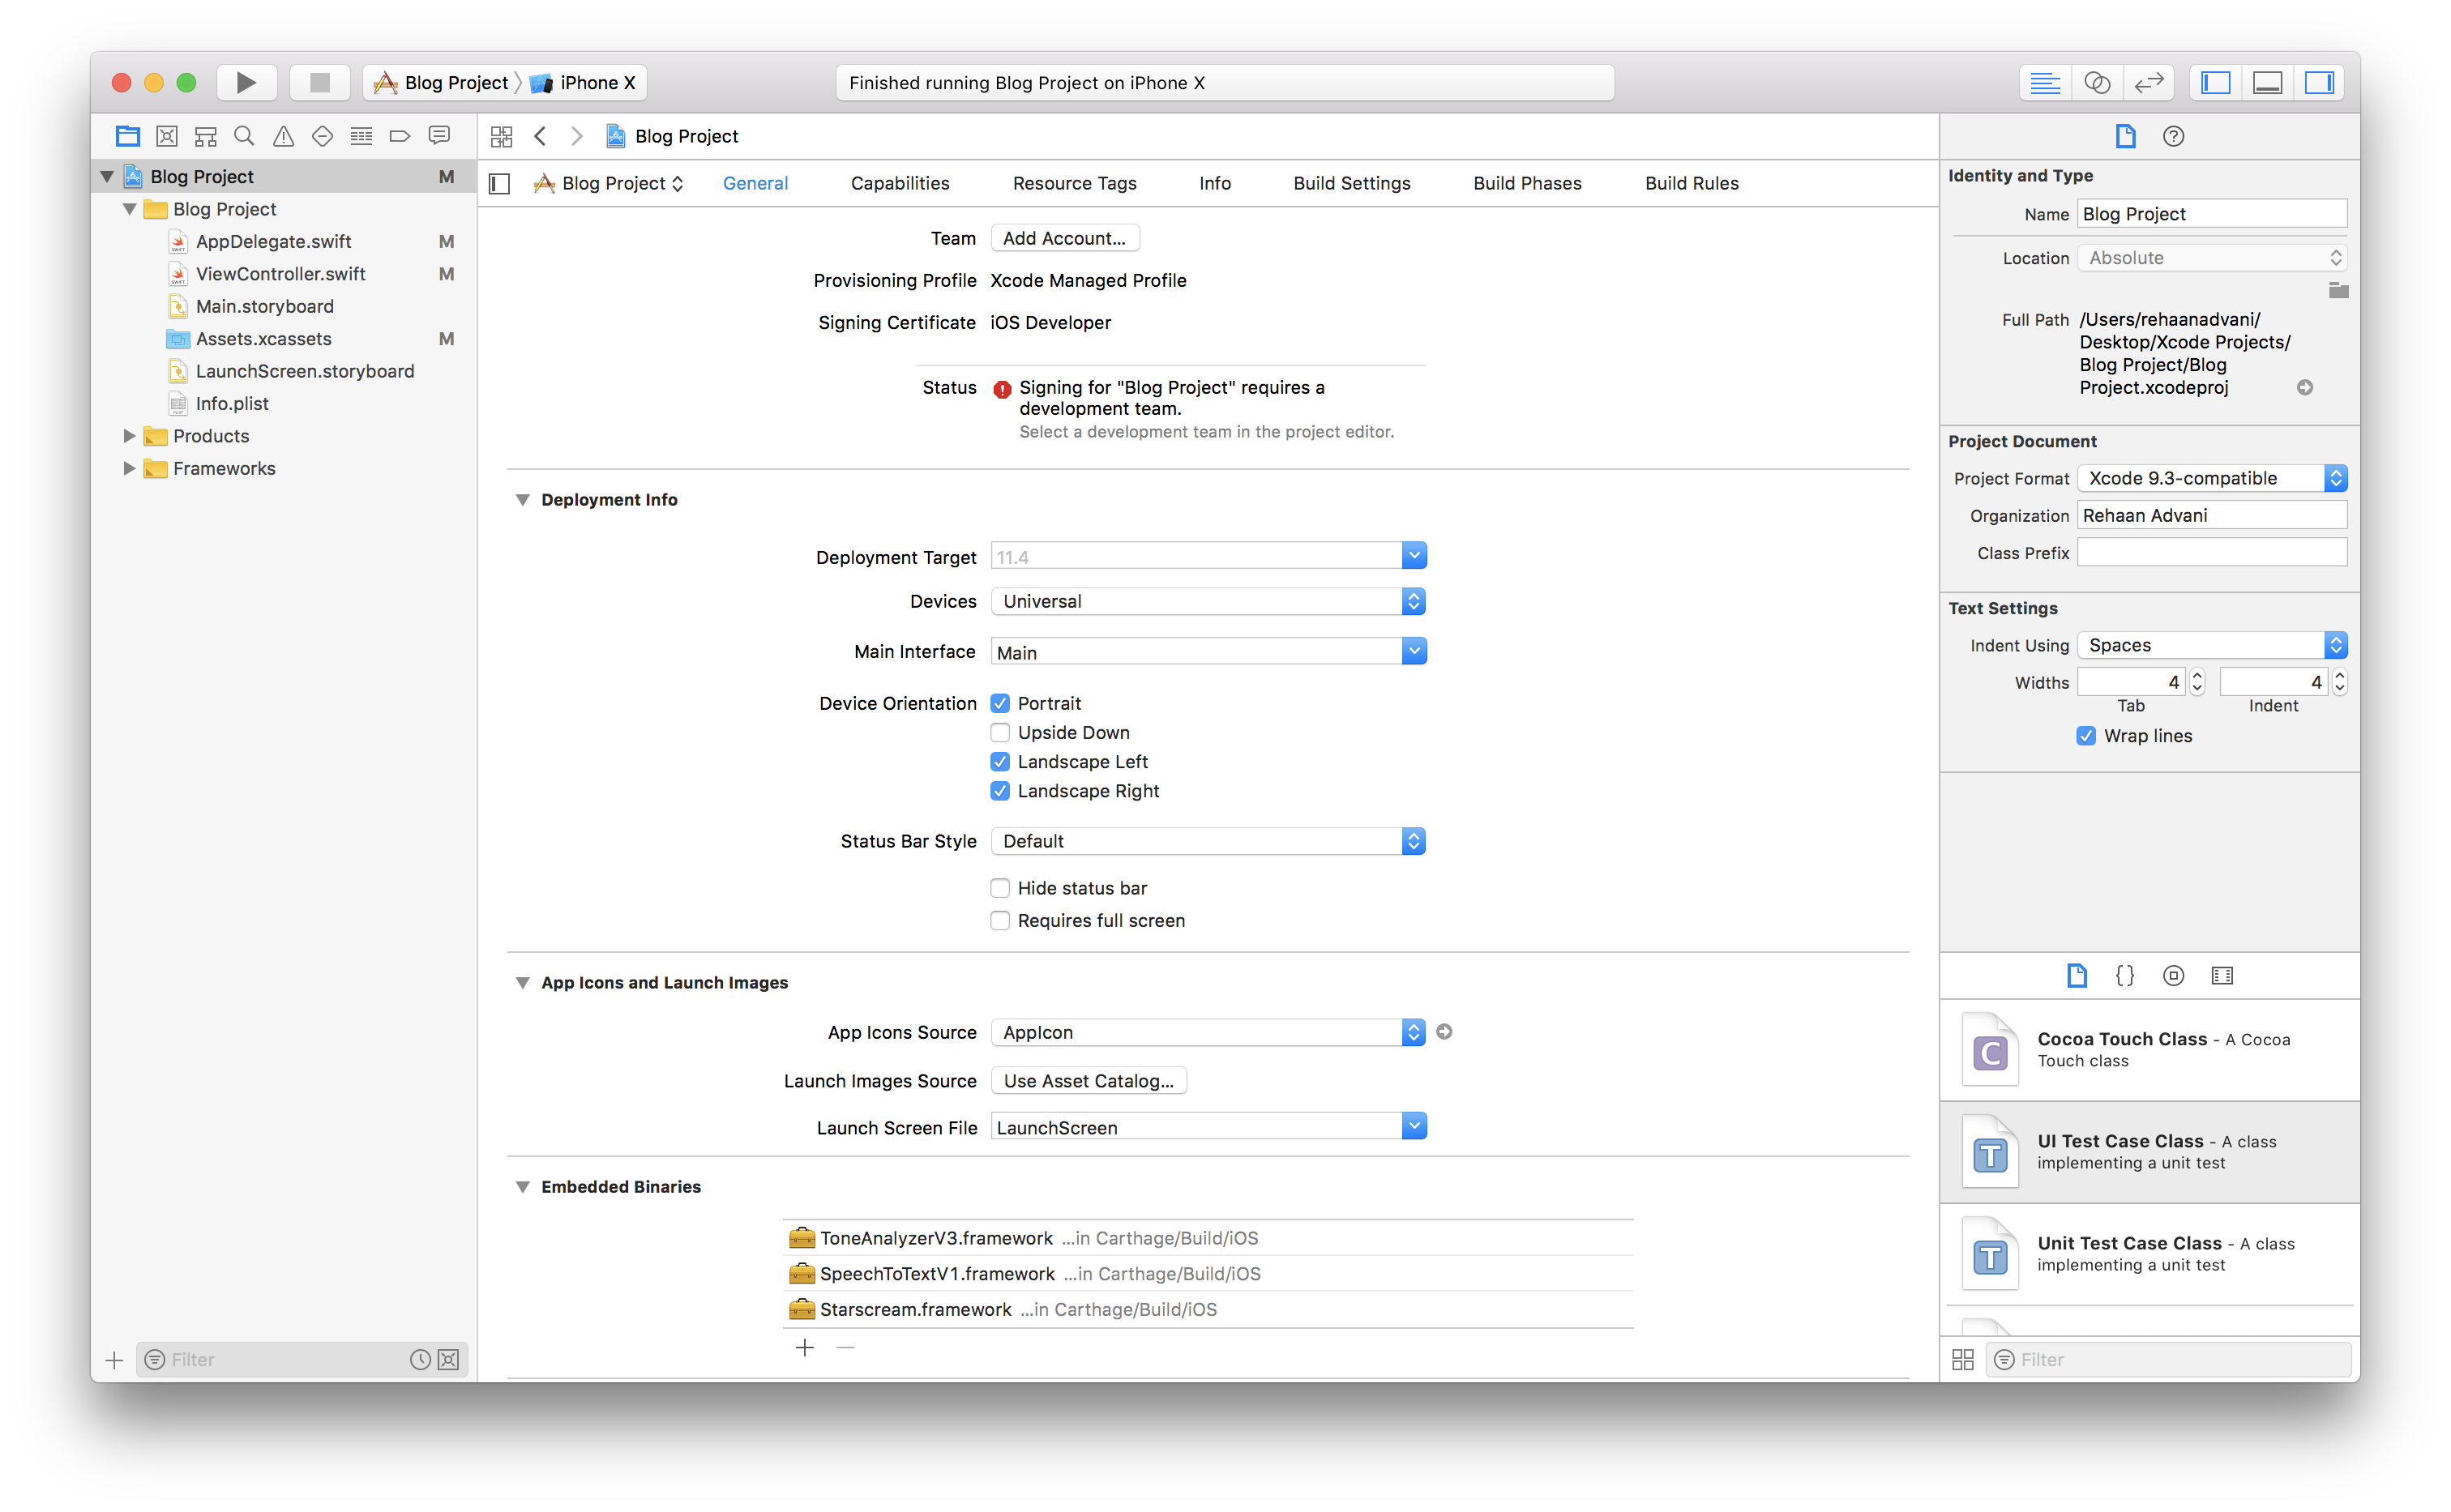 Blog Project
iPhone X
Finished running Blog Project on iPhone X
Blog Project M
Blog Project
AppDelegate.swift M
ViewController.swift M
Main.storyboard
Assets.xcassets M
LaunchScreen.storyboard
Info.plist
Products
Frameworks
Filter
Blog Project
Blog Project General Capabilities Resource Tags Info Build Settings Build Phases Build Rules
Team Add Account...
Provisioning Profile Xcode Managed Profile
Signing Certificate iOS Developer
Status Signing for "Blog Project" requires a
development team.
Select a development team in the project editor.
Deployment Info
Deployment Target 11.4
Devices Universal
Main Interface Main
Device Orientation Portrait
Upside Down
Landscape Left
Landscape Right
Status Bar Style Default
Hide status bar
Requires full screen
App Icons and Launch Images
App Icons Source AppIcon
Launch Images Source Use Asset Catalog...
Launch Screen File LaunchScreen
Embedded Binaries
ToneAnalyzerV3.framework ...in Carthage/Build/iOS
SpeechToTextV1.framework ...in Carthage/Build/iOS
Starscream.framework ...in Carthage/Build/iOS
Identity and Type
Name Blog Project
Location Absolute
Full Path /Users/rehaanadvani/
Desktop/Xcode Projects/
Blog Project/Blog
Project.xcodeproj
Project Document
Project Format Xcode 9.3-compatible
Organization Rehaan Advani
Class Prefix
Text Settings
Indent Using Spaces
Widths 4 4
Tab Indent
Wrap lines
{}
C
Cocoa Touch Class - A Cocoa
Touch class
T
UI Test Case Class - A class
implementing a unit test
T
Unit Test Case Class - A class
implementing a unit test
Filter